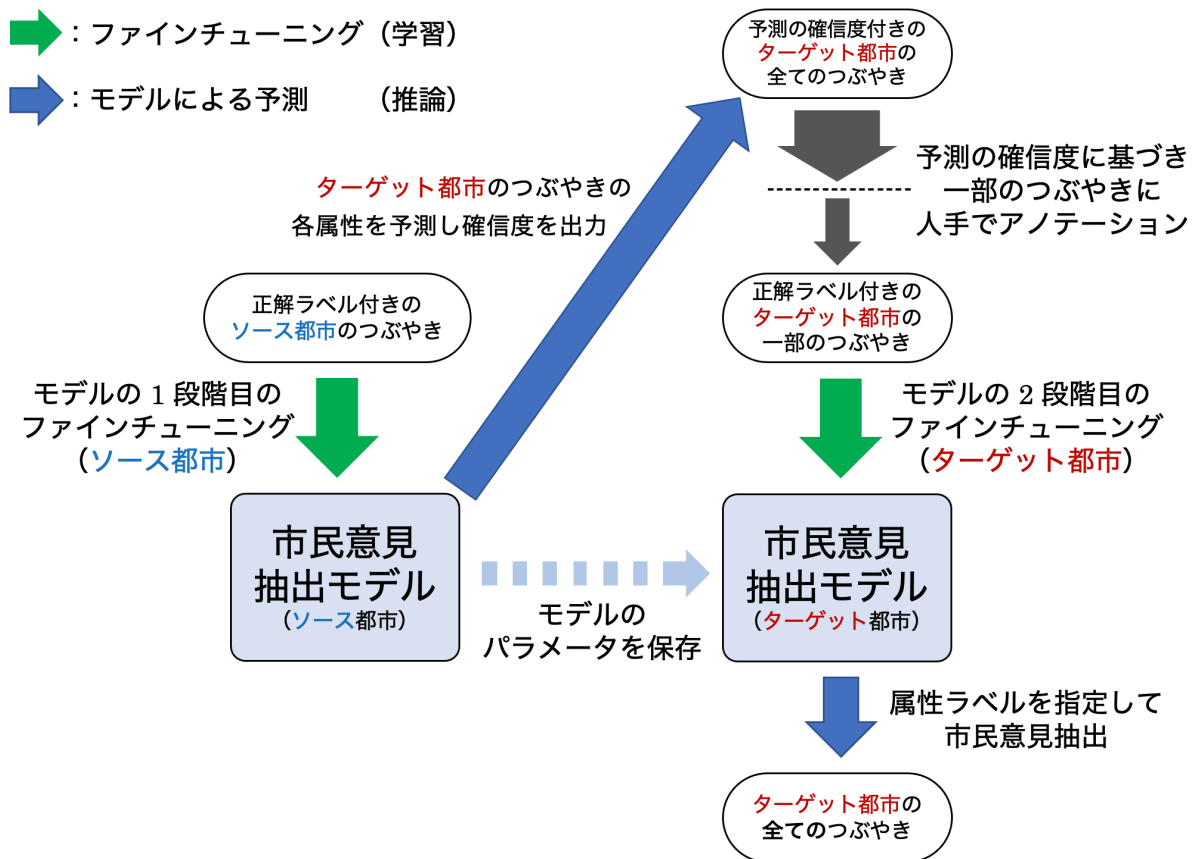 ：ファインチューニング（学習）
：モデルによる予測　　（推論）
予測の確信度付きの
ターゲット都市の
全てのつぶやき
予測の確信度に基づき
一部のつぶやきに
人手でアノテーション
ターゲット都市のつぶやきの
各属性を予測し確信度を出力
正解ラベル付きの
ソース都市のつぶやき
正解ラベル付きの
ターゲット都市の
一部のつぶやき
モデルの 1 段階目の
ファインチューニング
（ソース都市）
モデルの 2 段階目の
ファインチューニング
（ターゲット都市）
市民意見
抽出モデル
（ソース都市）
モデルの
パラメータを保存
市民意見
抽出モデル
（ターゲット都市）
属性ラベルを指定して
市民意見抽出
ターゲット都市の
全てのつぶやき